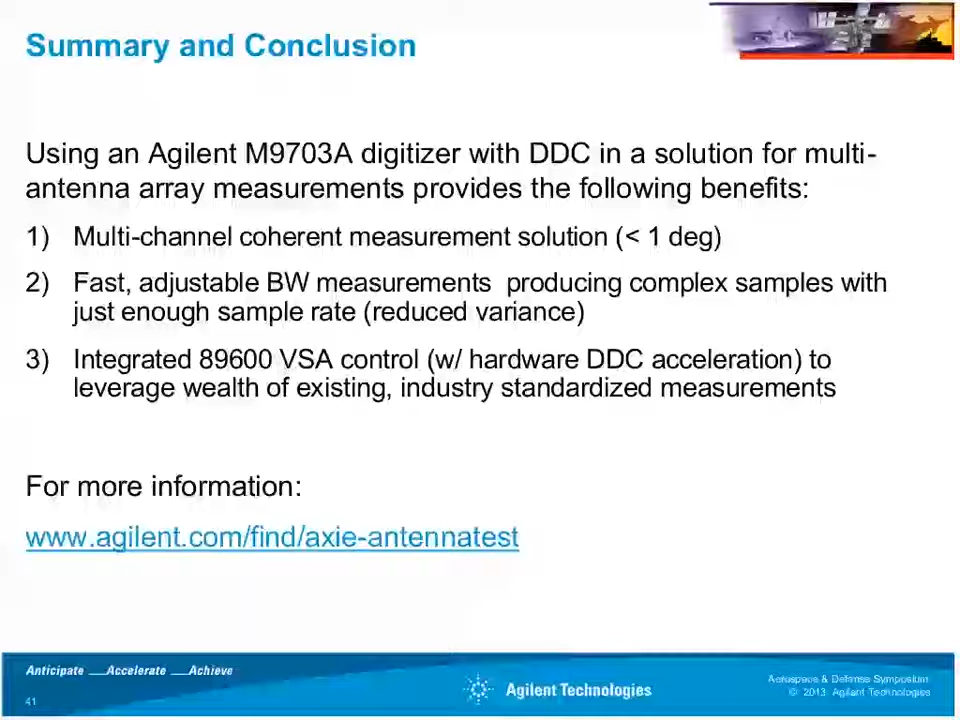 Summary and Conclusion
Using an Agilent M9703A digitizer with DDC in a solution for multi-
antenna array measurements provides the following benefits:
1) Multi-channel coherent measurement solution (< 1 deg)
2) Fast, adjustable BW measurements producing complex samples with
just enough sample rate (reduced variance)
3) Integrated 89600 VSA control (w/ hardware DDC acceleration) to
leverage wealth of existing, industry standardized measurements
For more information:
www.agilent.com/find/axie-antennatest
Anticipate Accelerate Achieve
Agilent Technologies
Aerospace & Defense Symposium
© 2013 Agilent Technologies
41